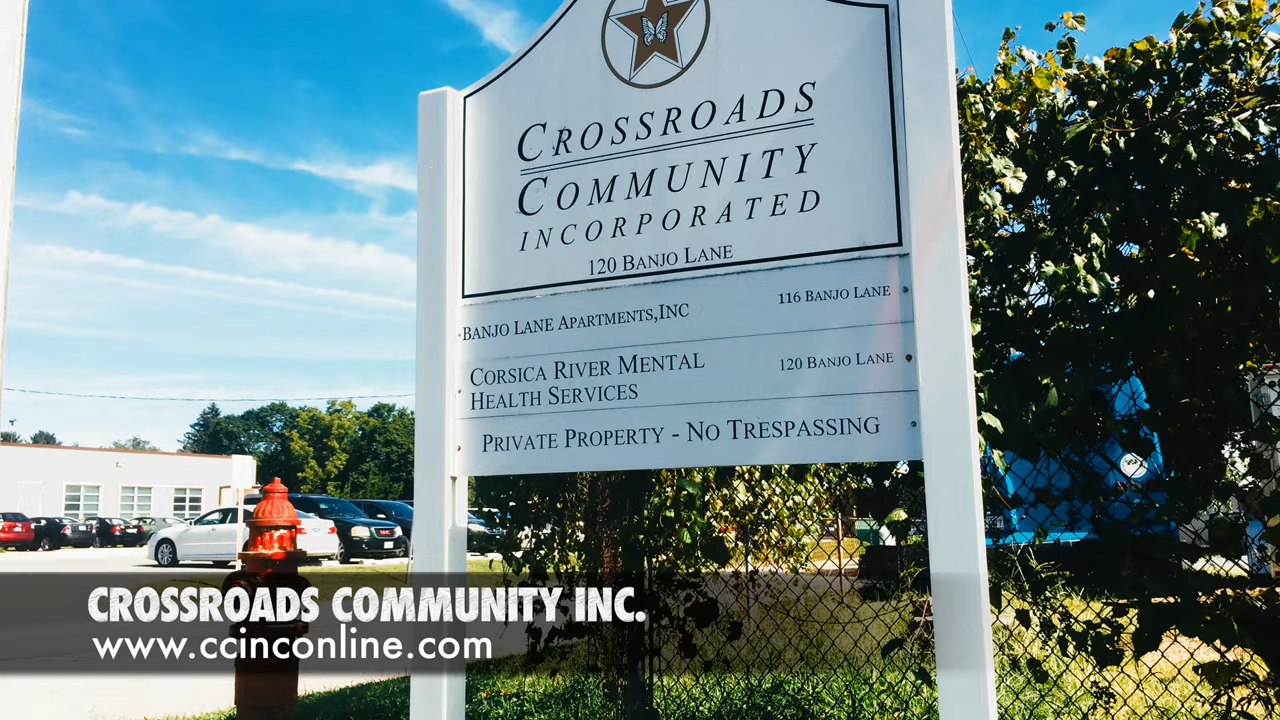 CROSSROADS
COMMUNITY
INCORPORATED
120 BANJO LANE
BANJO LANE APARTMENTS,INC 116 BANJO LANE
CORSICA RIVER MENTAL 120 BANJO LANE
HEALTH SERVICES
PRIVATE PROPERTY - NO TRESPASSING
CROSSROADS COMMUNITY INC.
www.ccinconline.com